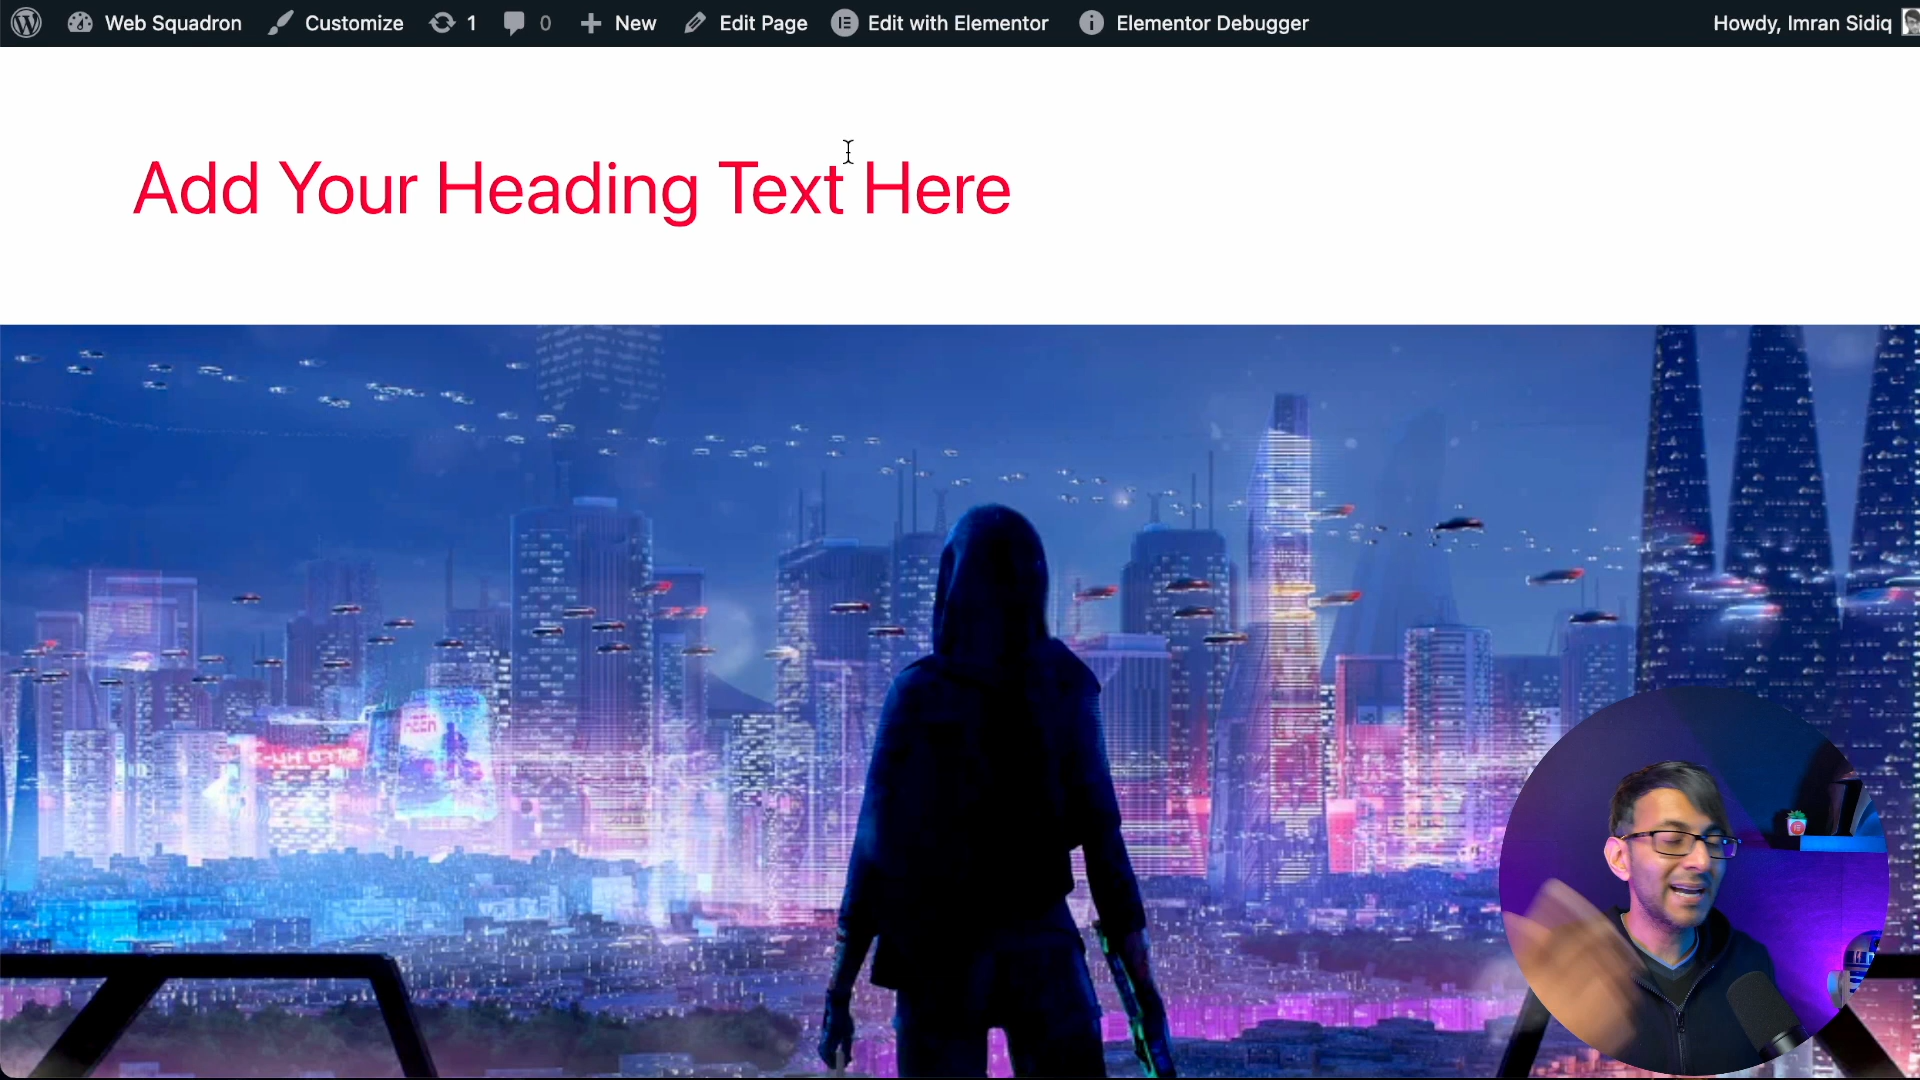 Web Squadron Customize 1 0 New Edit Page Edit with Elementor Elementor Debugger Howdy, Imran Sidiq
Add Your Heading Text Here